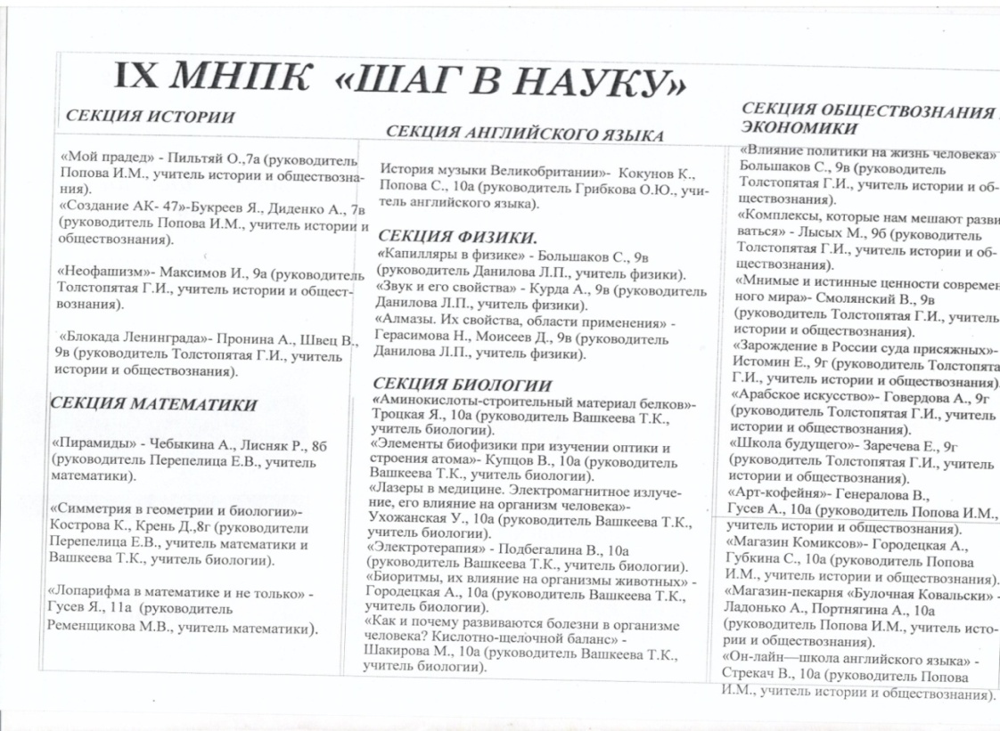 IX МНПК «ШАГ В НАУКУ»
СЕКЦИЯ ИСТОРИИ
«Мой прадед» - Пильтяй О.,7а (руководитель
Попова И.М., учитель истории и обществозна-
ния).
«Создание АК- 47»-Букреев Я., Диденко А., 7в
(руководитель Попова И.М., учитель истории и
обществознания).
«Неофашизм»- Максимов И., 9а (руководитель
Толстопятая Г.И., учитель истории и общест-
вознания).
«Блокада Ленинграда»- Пронина А., Швец В.,
9в (руководитель Толстопятая Г.И., учитель
истории и обществознания).
СЕКЦИЯ МАТЕМАТИКИ
«Пирамиды» - Чебыкина А., Лисняк Р., 8б
(руководитель Перепелица Е.В., учитель
математики).
«Симметрия в геометрии и биологии»-
Кострова К., Крень Д.,8г (руководители
Перепелица Е.В., учитель математики и
Вашкеева Т.К., учитель биологии).
«Лопарифма в математике и не только» -
Гусев Я., 11а (руководитель
Ременщикова М.В., учитель математики).
СЕКЦИЯ АНГЛИЙСКОГО ЯЗЫКА
История музыки Великобритании»- Кокунов К.,
Попова С., 10а (руководитель Грибкова О.Ю., учи-
тель английского языка).
СЕКЦИЯ ФИЗИКИ.
«Капилляры в физике» - Большаков С., 9в
(руководитель Данилова Л.П., учитель физики).
«Звук и его свойства» - Курда А., 9в (руководитель
Данилова Л.П., учитель физики).
«Алмазы. Их свойства, области применения» -
Герасимова Н., Моисеев Д., 9в (руководитель
Данилова Л.П., учитель физики).
СЕКЦИЯ БИОЛОГИИ
«Аминокислоты-строительный материал белков»-
Троцкая Я., 10а (руководитель Вашкеева Т.К.,
учитель биологии).
«Элементы биофизики при изучении оптики и
строения атома»- Купцов В., 10а (руководитель
Вашкеева Т.К., учитель биологии).
«Лазеры в медицине. Электромагнитное излуче-
ние, его влияние на организм человека»-
Ухожанская У., 10а (руководитель Вашкеева Т.К.,
учитель биологии).
«Электротерапия» - Подбегалина В., 10а
(руководитель Вашкеева Т.К., учитель биологии).
«Биоритмы, их влияние на организмы животных» -
Городецкая А., 10а (руководитель Вашкеева Т.К.,
учитель биологии).
«Как и почему развиваются болезни в организме
человека? Кислотно-щелочной баланс» -
Шакирова М., 10а (руководитель Вашкеева Т.К.,
учитель биологии).
СЕКЦИЯ ОБЩЕСТВОЗНАНИЯ
ЭКОНОМИКИ
«Влияние политики на жизнь человека»
Большаков С., 9в (руководитель
Толстопятая Г.И., учитель истории и об-
ществознания).
«Комплексы, которые нам мешают разви
ваться» - Лысых М., 9б (руководитель
Толстопятая Г.И., учитель истории и об-
ществознания).
«Мнимые и истинные ценности современ
ного мира»- Смолянский В., 9в
(руководитель Толстопятая Г.И., учитель
истории и обществознания).
«Зарождение в России суда присяжных»-
Истомин Е., 9г (руководитель Толстопята
Г.И., учитель истории и обществознания)
«Арабское искусство»- Говердова А., 9г
(руководитель Толстопятая Г.И., учитель
истории и обществознания).
«Школа будущего»- Заречева Е., 9г
(руководитель Толстопятая Г.И., учитель
истории и обществознания).
«Арт-кофейня»- Генералова В.,
Гусев А., 10а (руководитель Попова И.М.,
учитель истории и обществознания).
«Магазин Комиксов»- Городецкая А.,
Губкина С., 10а (руководитель Попова
И.М., учитель истории и обществознания).
«Магазин-пекарня «Булочная Ковальски» -
Ладонько А., Портнягина А., 10а
(руководитель Попова И.М., учитель исто-
рии и обществознания).
«Он-лайн—школа английского языка» -
Стрекач В., 10а (руководитель Попова
И.М., учитель истории и обществознания).